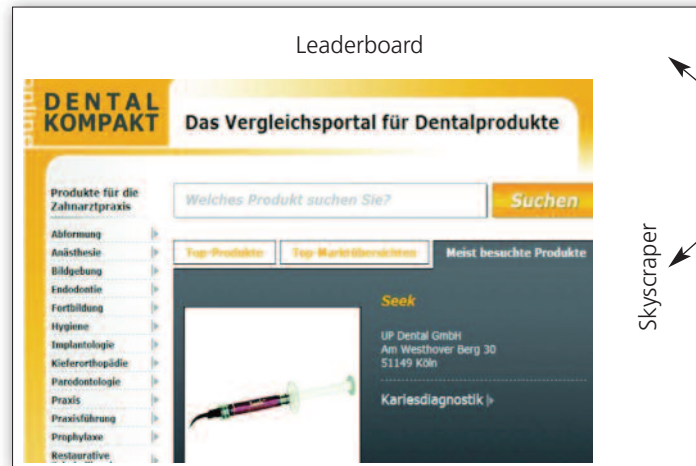 Leaderboard
online
DENTAL
KOMPAKT
Das Vergleichsportal für Dentalprodukte
Produkte für die
Zahnarztpraxis
Welches Produkt suchen Sie?
Suchen
Abformung
Anästhesie
Bildgebung
Endodontie
Fortbildung
Hygiene
Implantologie
Kieferorthopädie
Parodontologie
Praxis
Praxisführung
Prophylaxe
Restaurative
Top Produkte
Top Marktübersichten
Meist besuchte Produkte
Seek
UP Dental GmbH
Am Westhover Berg 30
51149 Köln
Kariesdiagnostik
Skyscraper